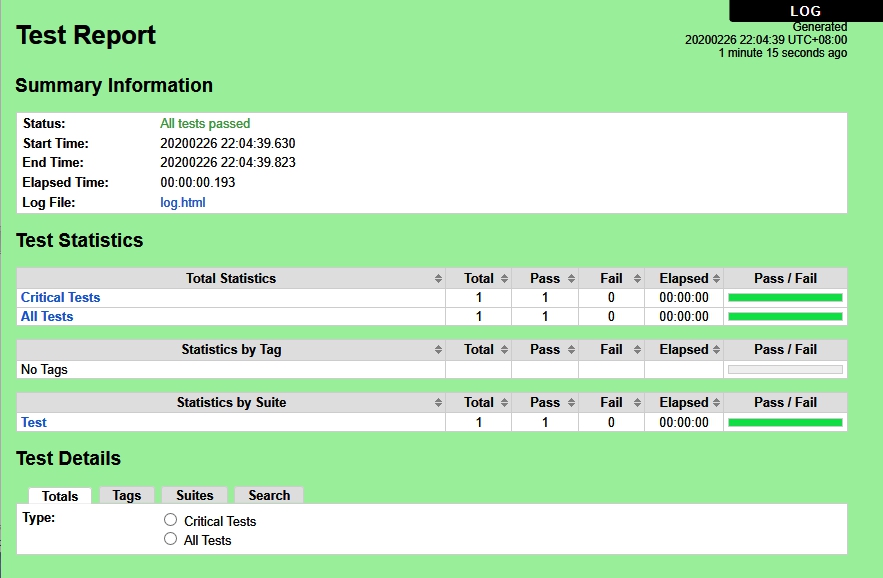 LOG
Test Report
Generated
20200226 22:04:39 UTC+08:00
1 minute 15 seconds ago
Summary Information
Status: All tests passed
Start Time: 20200226 22:04:39.630
End Time: 20200226 22:04:39.823
Elapsed Time: 00:00:00.193
Log File: log.html
Test Statistics
Total Statistics Total Pass Fail Elapsed Pass / Fail
Critical Tests 1 1 0 00:00:00
All Tests 1 1 0 00:00:00
Statistics by Tag Total Pass Fail Elapsed Pass / Fail
No Tags
Statistics by Suite Total Pass Fail Elapsed Pass / Fail
Test 1 1 0 00:00:00
Test Details
Totals Tags Suites Search
Type: Critical Tests
All Tests